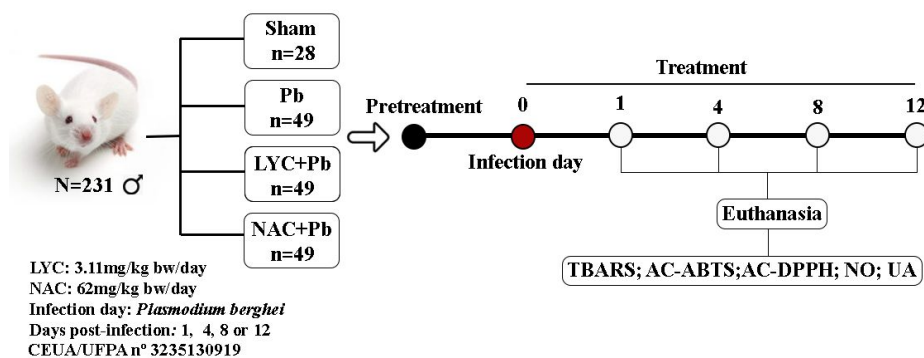 Sham
n=28
Pb
n=49
LYC+Pb
n=49
NAC+Pb
n=49
N=231 ♂
LYC: 3.11mg/kg bw/day
NAC: 62mg/kg bw/day
Infection day: Plasmodium berghei
Days post-infection: 1, 4, 8 or 12
CEUA/UFPA nº 3235130919
Treatment
Pretreatment
0
1
4
8
12
Infection day
Euthanasia
TBARS; AC-ABTS;AC-DPPH; NO; UA